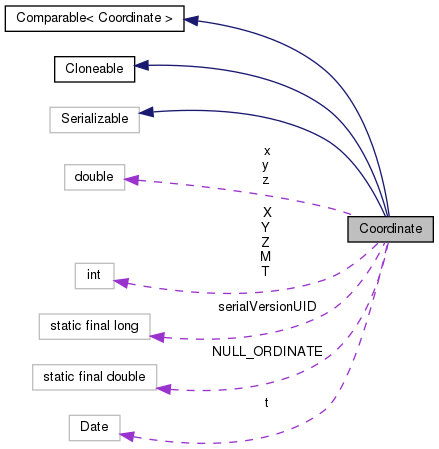 Comparable< Coordinate >
Cloneable
Serializable
x
y
z
double
X
Y
Z
M
T
Coordinate
int
serialVersionUID
static final long
NULL_ORDINATE
static final double
t
Date